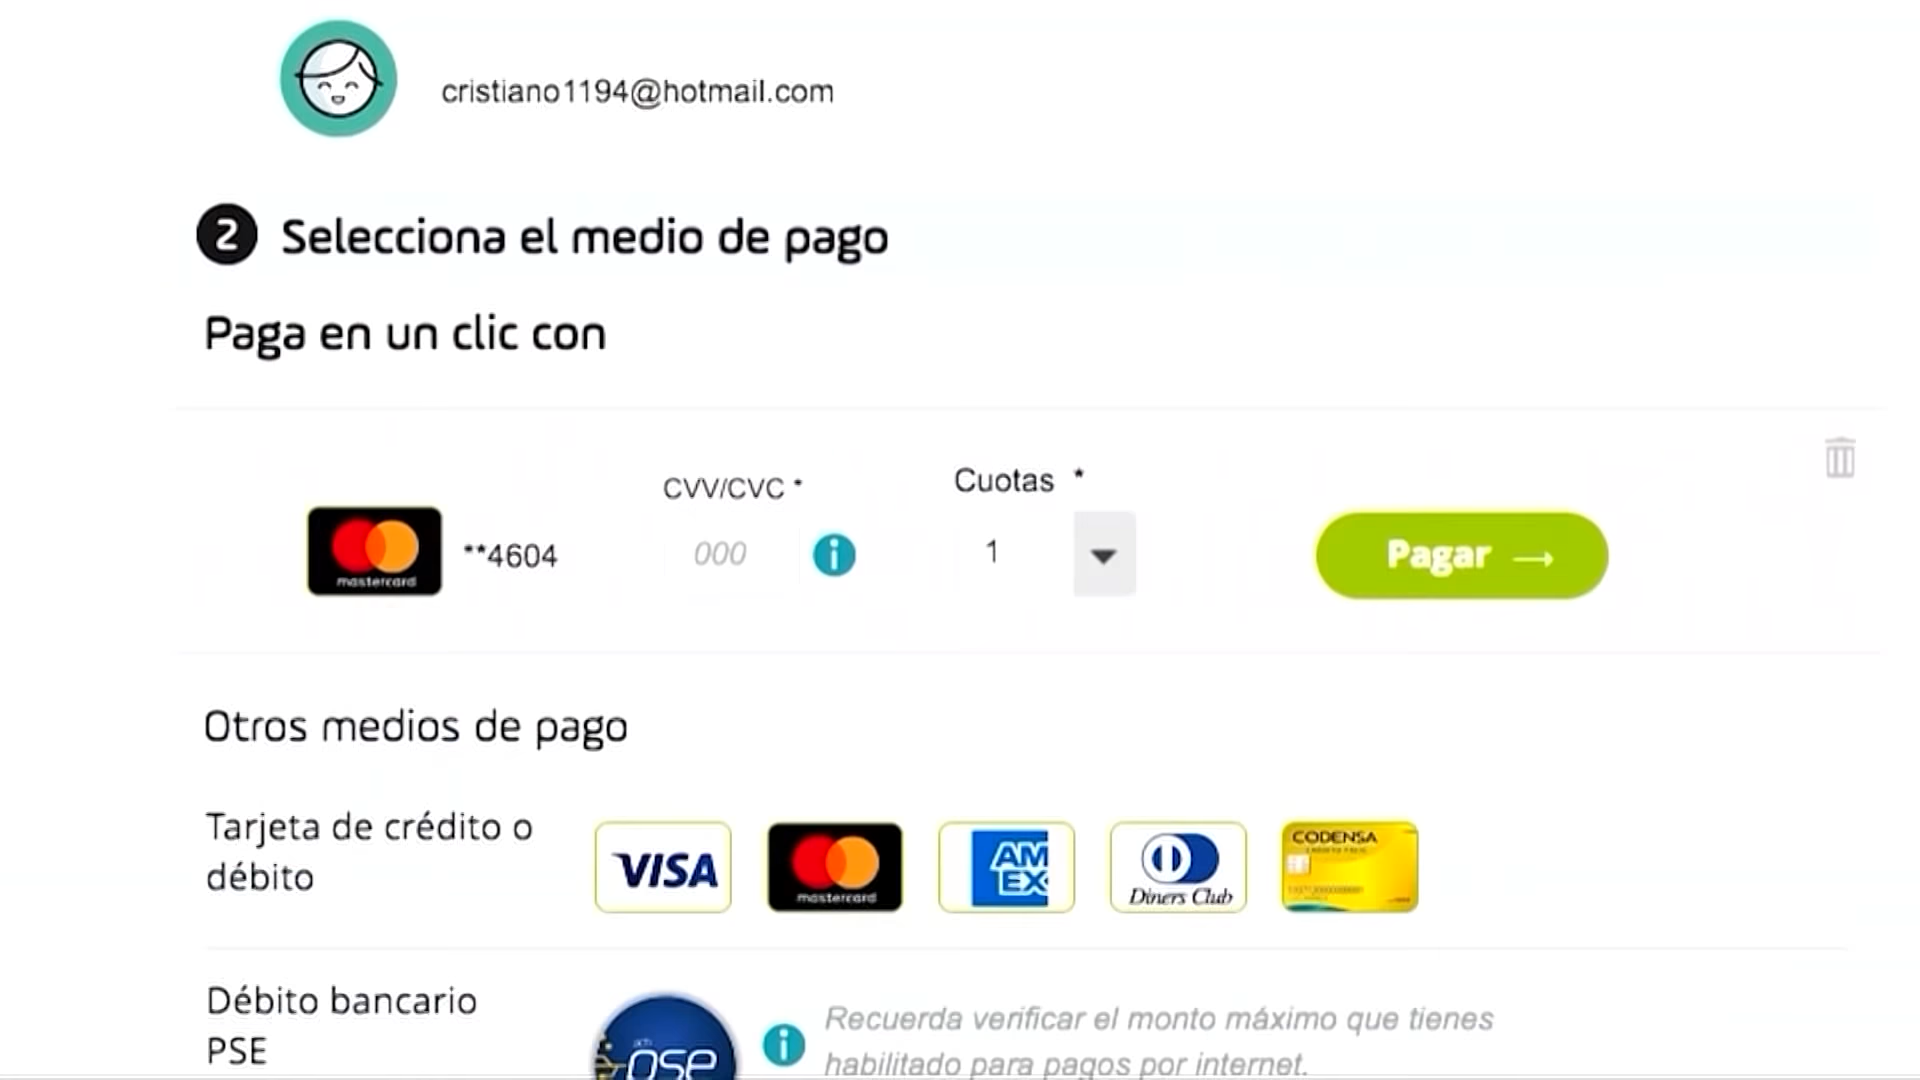 cristiano1194@hotmail.com
2 Selecciona el medio de pago
Paga en un clic con
CVV/CVC *
Cuotas *
mastercard
**4604
000
1
Pagar →
Otros medios de pago
Tarjeta de crédito o
débito
VISA
mastercard
AM
EX
Diners Club
CODENSA
Débito bancario
PSE
pse
Recuerda verificar el monto máximo que tienes
habilitado para pagos por internet.